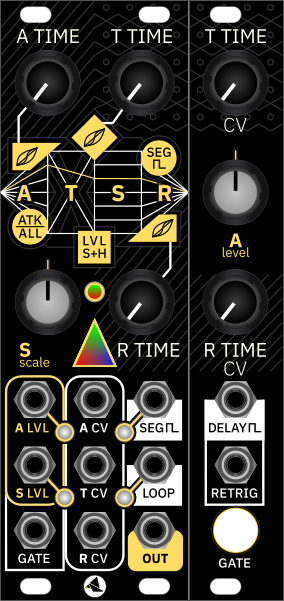 A TIME T TIME T TIME
CV
SEG
A T S R
ATK
ALL
LVL
S+H
A
level
S
scale
R TIME R TIME
CV
A LVL A CV SEG DELAY
S LVL T CV LOOP RETRIG
GATE R CV OUT GATE